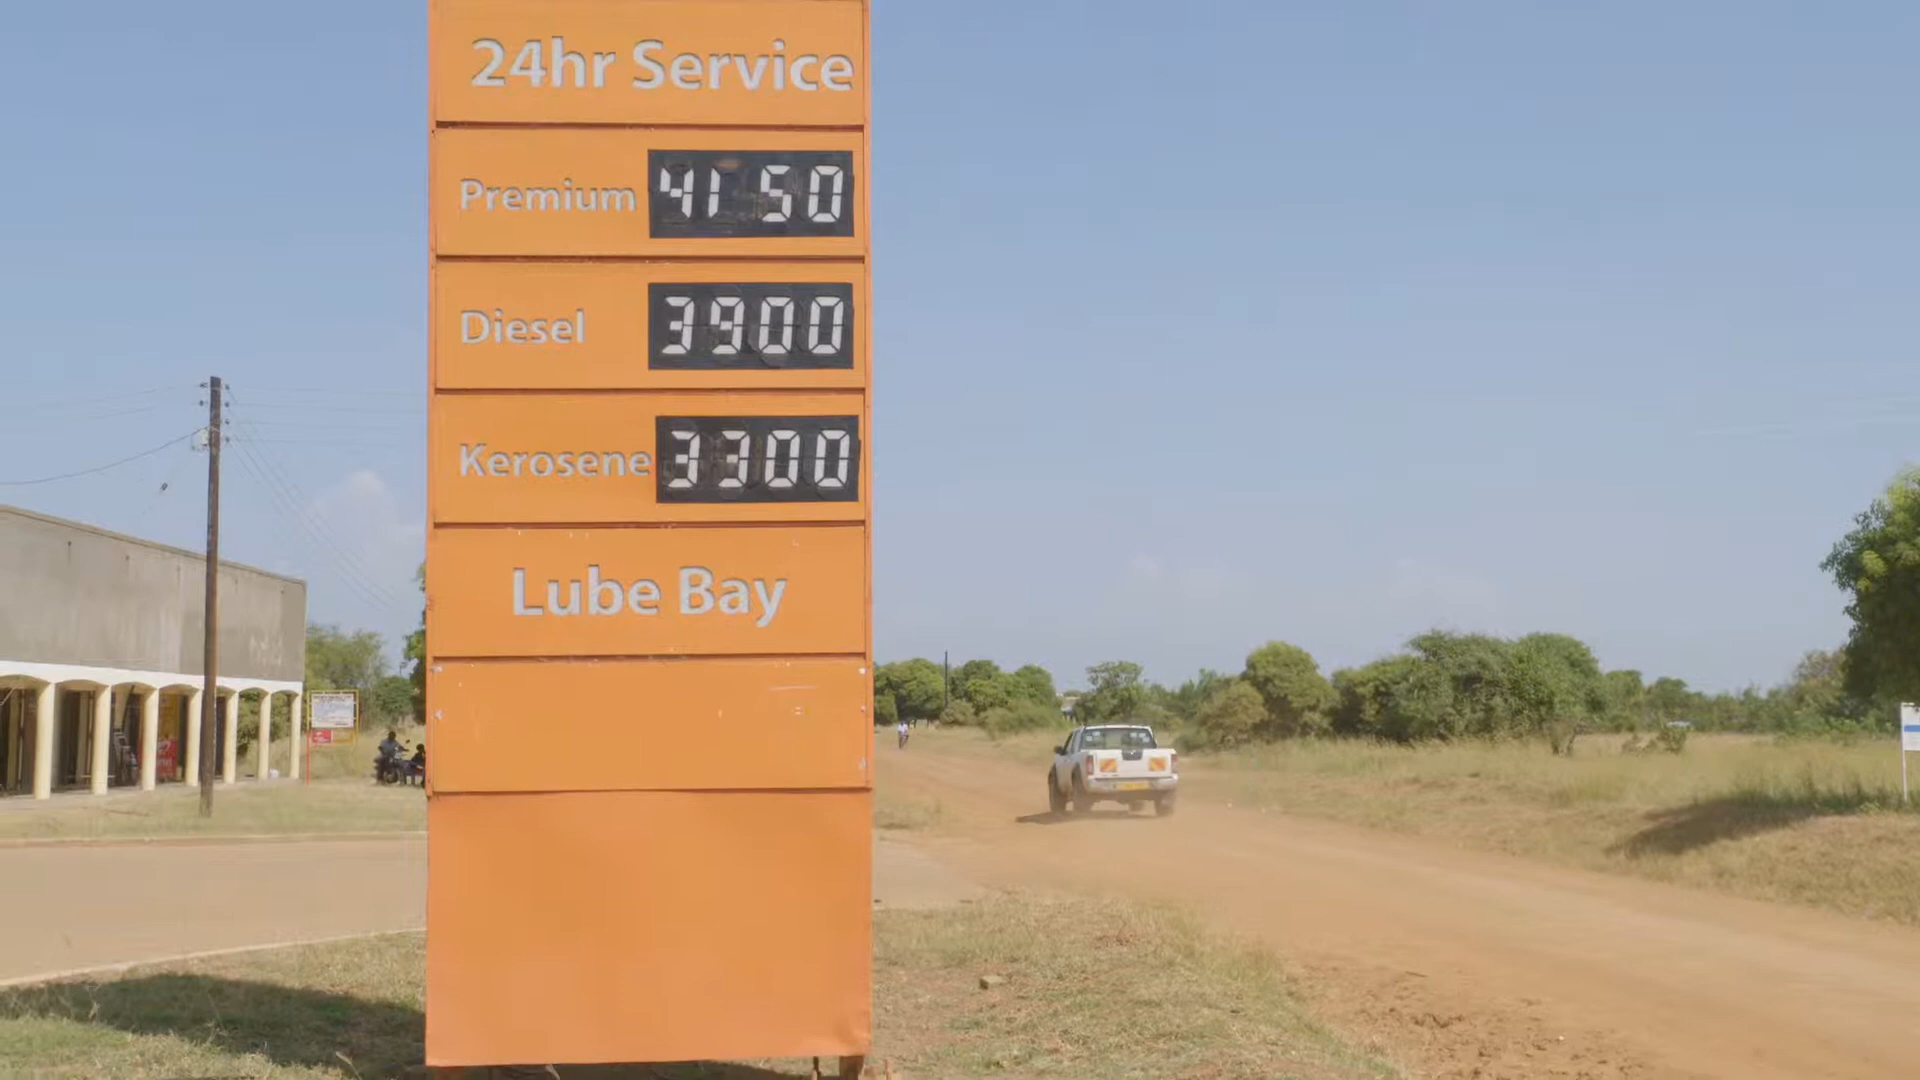 24hr Service
Premium 4150
Diesel 3900
Kerosene 3300
Lube Bay